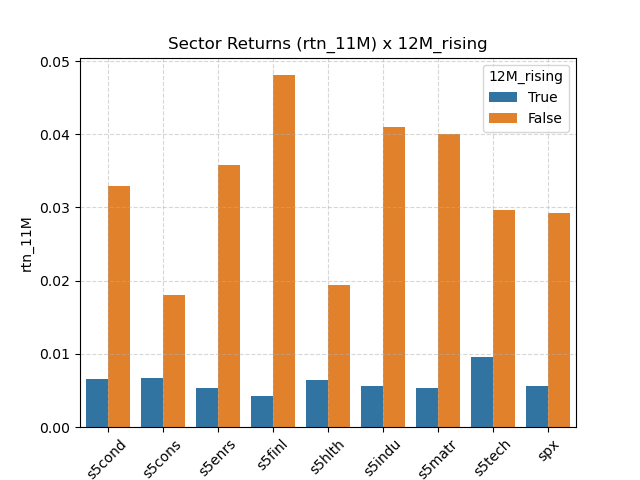 Sector Returns (rtn_11M) x 12M_rising
12M_rising
True
False
rtn_11M
0.05
0.04
0.03
0.02
0.01
0.00
s5cond
s5cons
s5enrs
s5finl
s5hlth
s5indu
s5matr
s5tech
spx